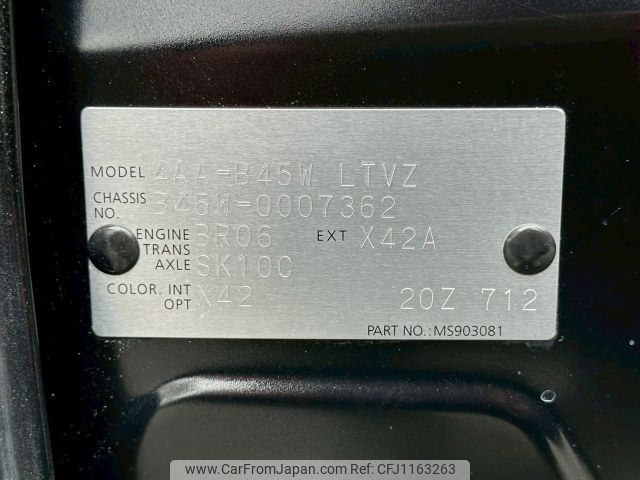 MODEL 4AA-B45W LTVZ
CHASSIS NO. B45W-0007362
ENGINE BR06 EXT X42A
TRANS AXLE SK10C
COLOR. INT OPT. X42 20Z 712
PART NO.:MS903081
www.CarFromJapan.com - CFJ1163263